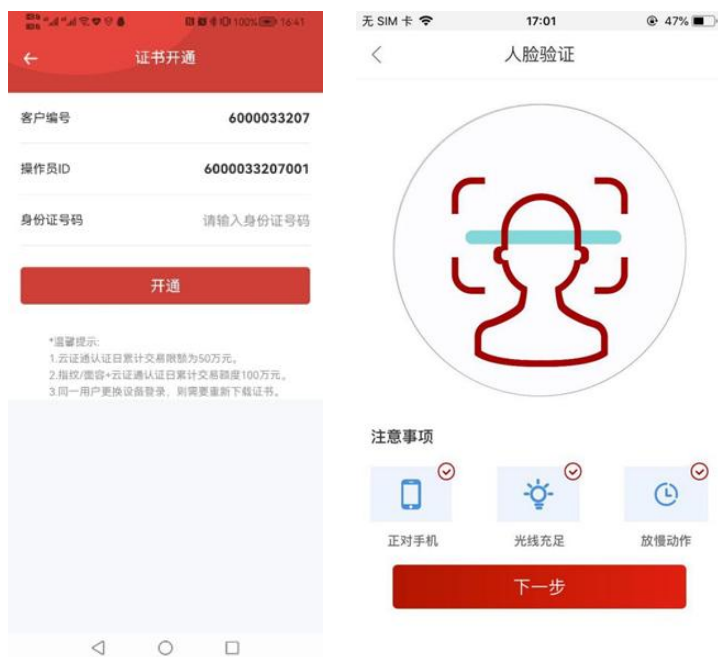 100% 16:41
证书开通
客户编号 6000033207
操作员ID 6000033207001
身份证号码 请输入身份证号码
开通
*温馨提示:
1.云证通认证日累计交易限额为50万元。
2.指纹/面容+云证通认证日累计交易额度100万元。
3.同一用户更换设备登录，则需要重新下载证书。
无 SIM 卡 17:01 47%
人脸验证
注意事项
正对手机 光线充足 放慢动作
下一步